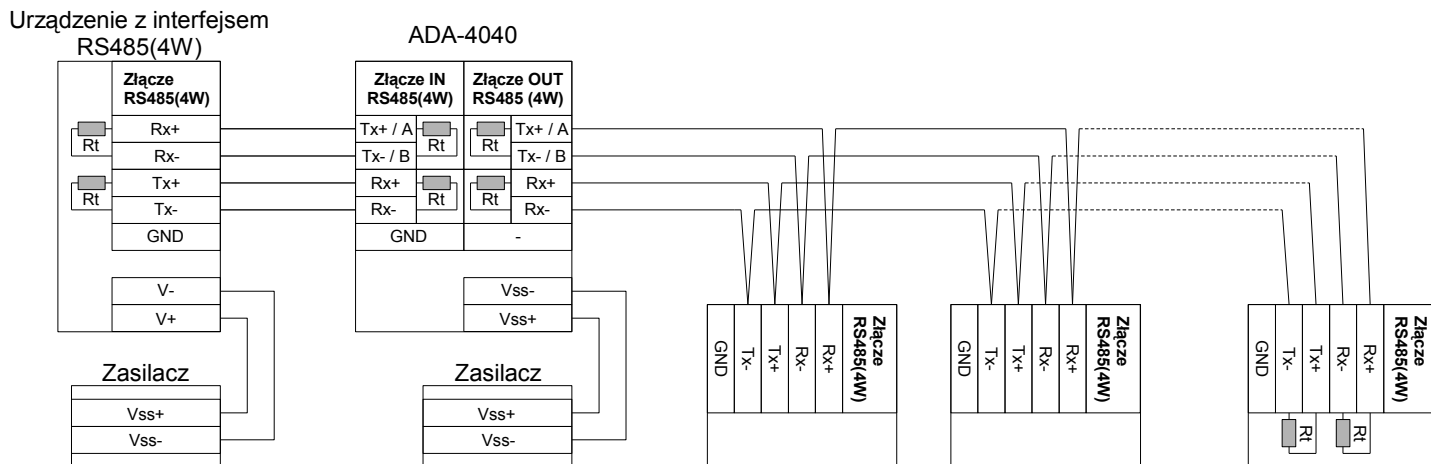 Urządzenie z interfejsem
RS485(4W)
ADA-4040
Złącze
RS485(4W)
Rx+
Rx-
Tx+
Tx-
GND
V-
V+
Rt
Rt
Złącze IN
RS485(4W)
Złącze OUT
RS485 (4W)
Tx+ / A
Tx- / B
Rx+
Rx-
GND
Rt
Rt
Rt
Rt
Tx+ / A
Tx- / B
Rx+
Rx-
-
Vss-
Vss+
Zasilacz
Vss+
Vss-
Zasilacz
Vss+
Vss-
GND
Tx-
Tx+
Rx-
Rx+
Złącze
RS485(4W)
GND
Tx-
Tx+
Rx-
Rx+
Złącze
RS485(4W)
GND
Tx-
Tx+
Rx-
Rx+
Złącze
RS485(4W)
Rt
Rt